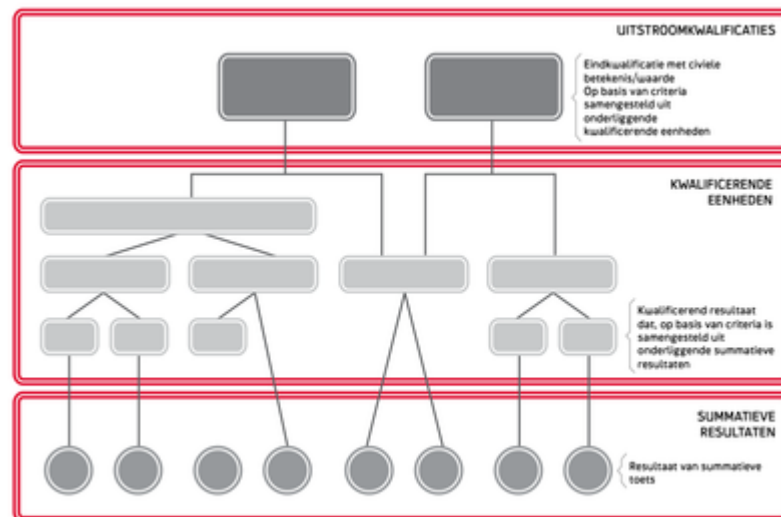 UITSTROOMKWALIFICATIES
Eindkwalificatie met civiele
betekenis/waarde
Op basis van criteria
samengesteld uit
onderliggende
kwalificerende eenheden
KWALIFICERENDE
EENHEDEN
Kwalificerend resultaat
dat, op basis van criteria is
samengesteld uit
onderliggende summatieve
resultaten
SUMMATIEVE
RESULTATEN
Resultaat van summatieve
toets